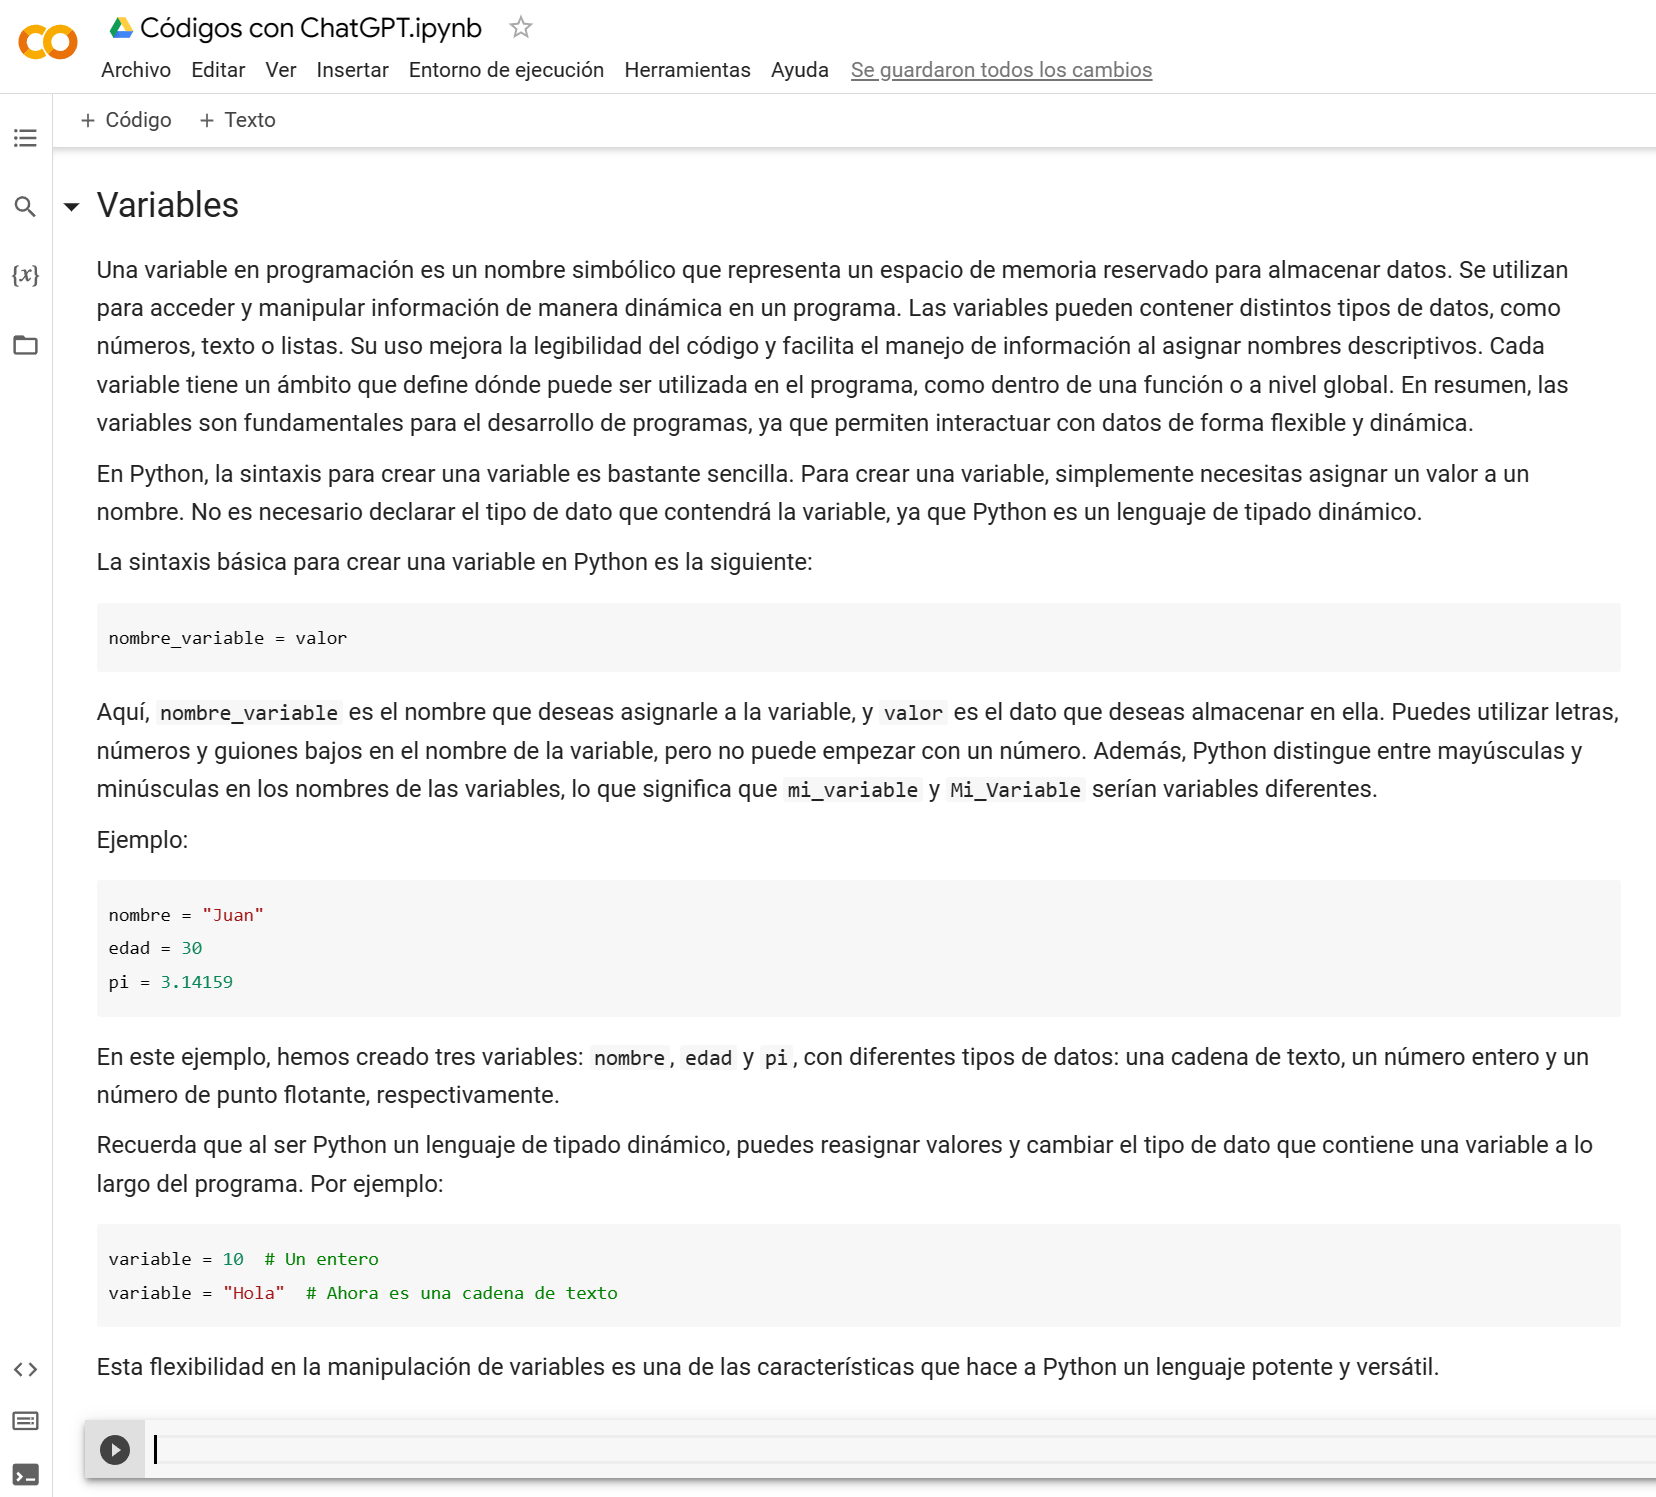 Códigos con ChatGPT.ipynb
Archivo Editar Ver Insertar Entorno de ejecución Herramientas Ayuda Se guardaron todos los cambios
+ Código + Texto
{x}
Variables
Una variable en programación es un nombre simbólico que representa un espacio de memoria reservado para almacenar datos. Se utilizan
para acceder y manipular información de manera dinámica en un programa. Las variables pueden contener distintos tipos de datos, como
números, texto o listas. Su uso mejora la legibilidad del código y facilita el manejo de información al asignar nombres descriptivos. Cada
variable tiene un ámbito que define dónde puede ser utilizada en el programa, como dentro de una función o a nivel global. En resumen, las
variables son fundamentales para el desarrollo de programas, ya que permiten interactuar con datos de forma flexible y dinámica.
En Python, la sintaxis para crear una variable es bastante sencilla. Para crear una variable, simplemente necesitas asignar un valor a un
nombre. No es necesario declarar el tipo de dato que contendrá la variable, ya que Python es un lenguaje de tipado dinámico.
La sintaxis básica para crear una variable en Python es la siguiente:
nombre_variable = valor
Aquí, nombre_variable es el nombre que deseas asignarle a la variable, y valor es el dato que deseas almacenar en ella. Puedes utilizar letras,
números y guiones bajos en el nombre de la variable, pero no puede empezar con un número. Además, Python distingue entre mayúsculas y
minúsculas en los nombres de las variables, lo que significa que mi_variable y Mi_Variable serían variables diferentes.
Ejemplo:
nombre = "Juan"
edad = 30
pi = 3.14159
En este ejemplo, hemos creado tres variables: nombre, edad y pi, con diferentes tipos de datos: una cadena de texto, un número entero y un
número de punto flotante, respectivamente.
Recuerda que al ser Python un lenguaje de tipado dinámico, puedes reasignar valores y cambiar el tipo de dato que contiene una variable a lo
largo del programa. Por ejemplo:
variable = 10  # Un entero
variable = "Hola"  # Ahora es una cadena de texto
Esta flexibilidad en la manipulación de variables es una de las características que hace a Python un lenguaje potente y versátil.